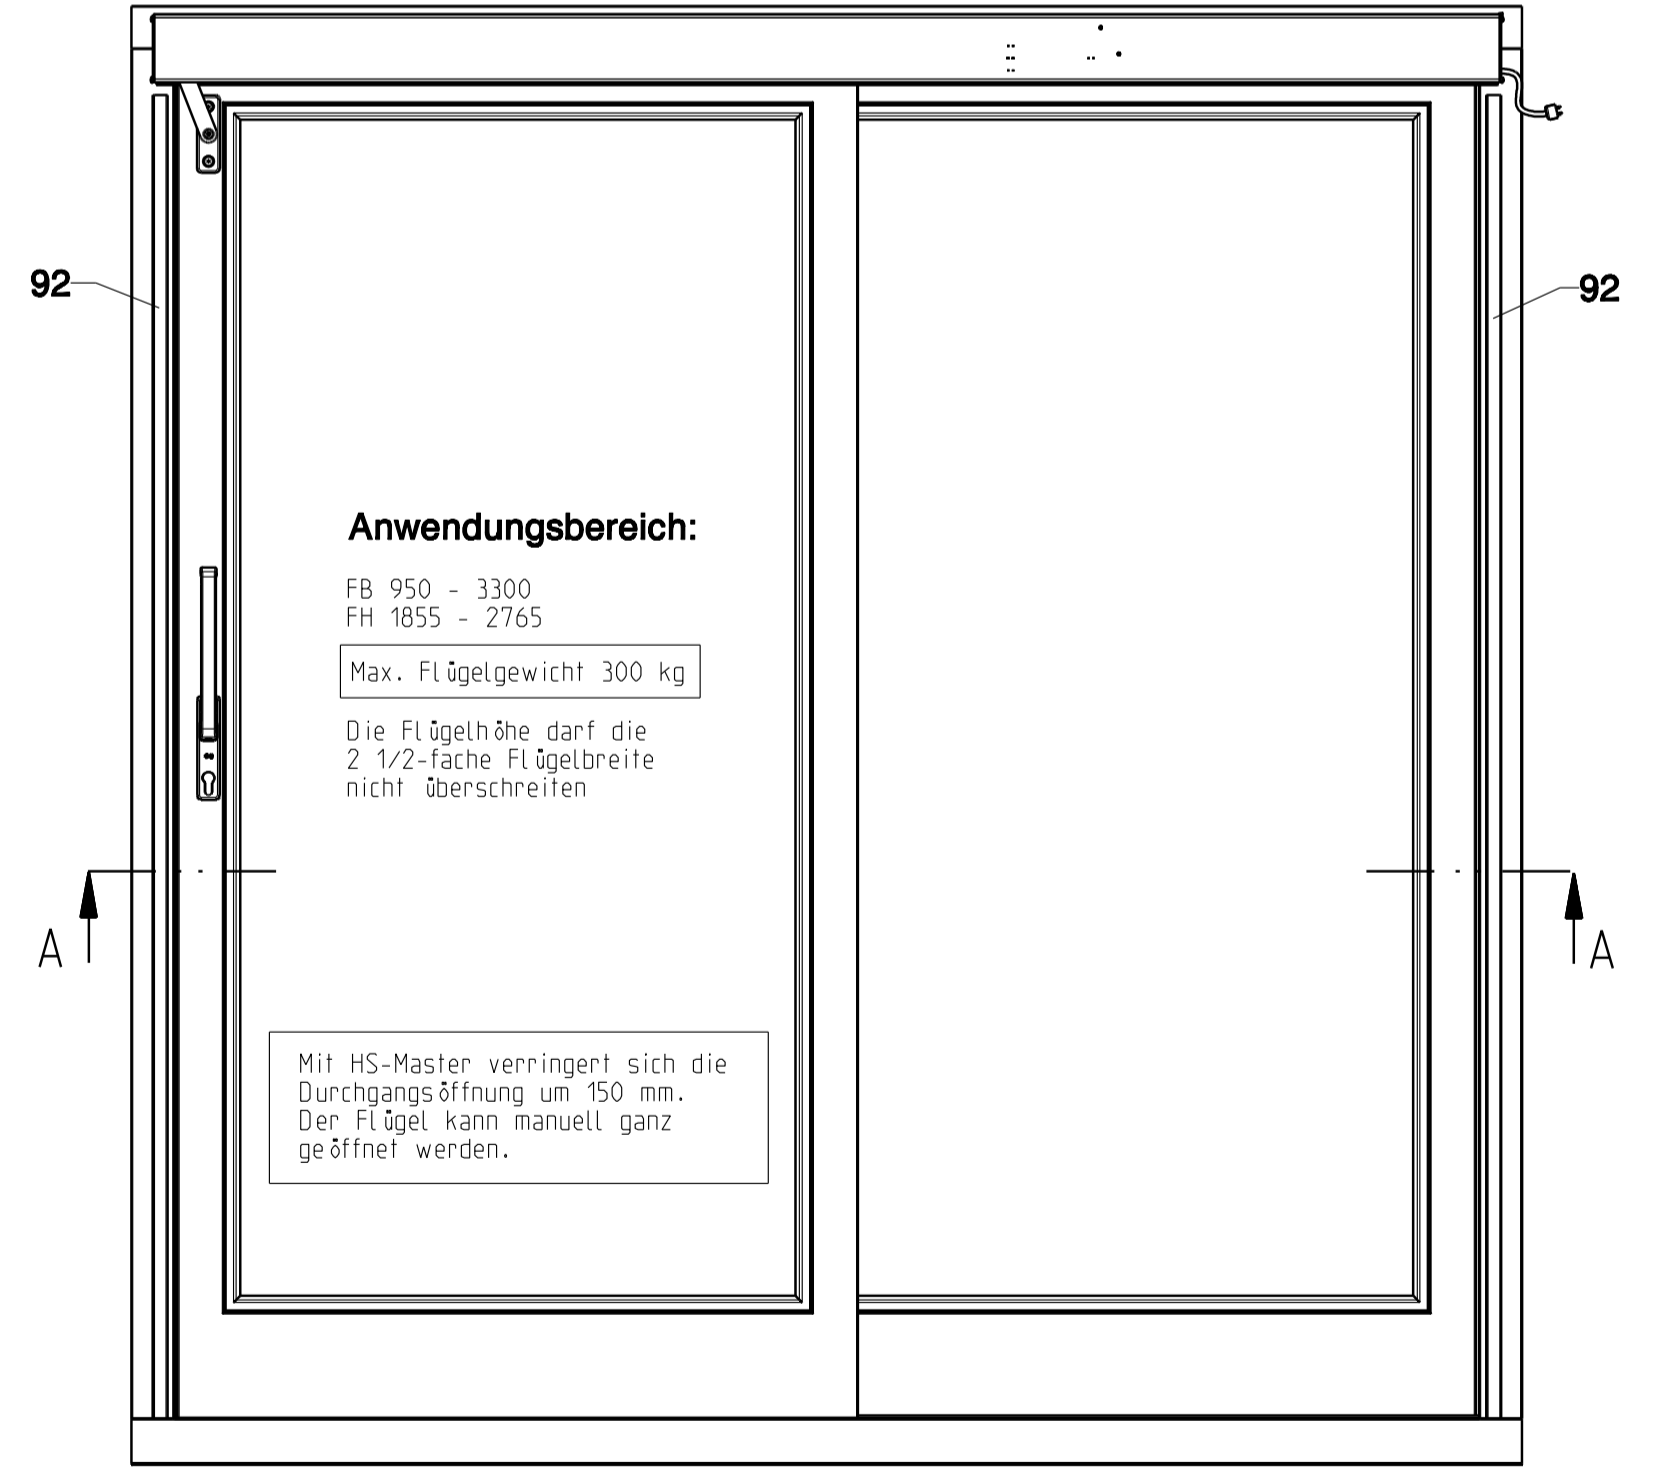 92
92
Anwendungsbereich:
FB 950 - 3300
FH 1855 - 2765
Max. Flügelgewicht 300 kg
Die Flügelhöhe darf die
2 1/2-fache Flügelbreite
nicht überschreiten
A
A
Mit HS-Master verringert sich die
Durchgangsöffnung um 150 mm.
Der Flügel kann manuell ganz
geöffnet werden.